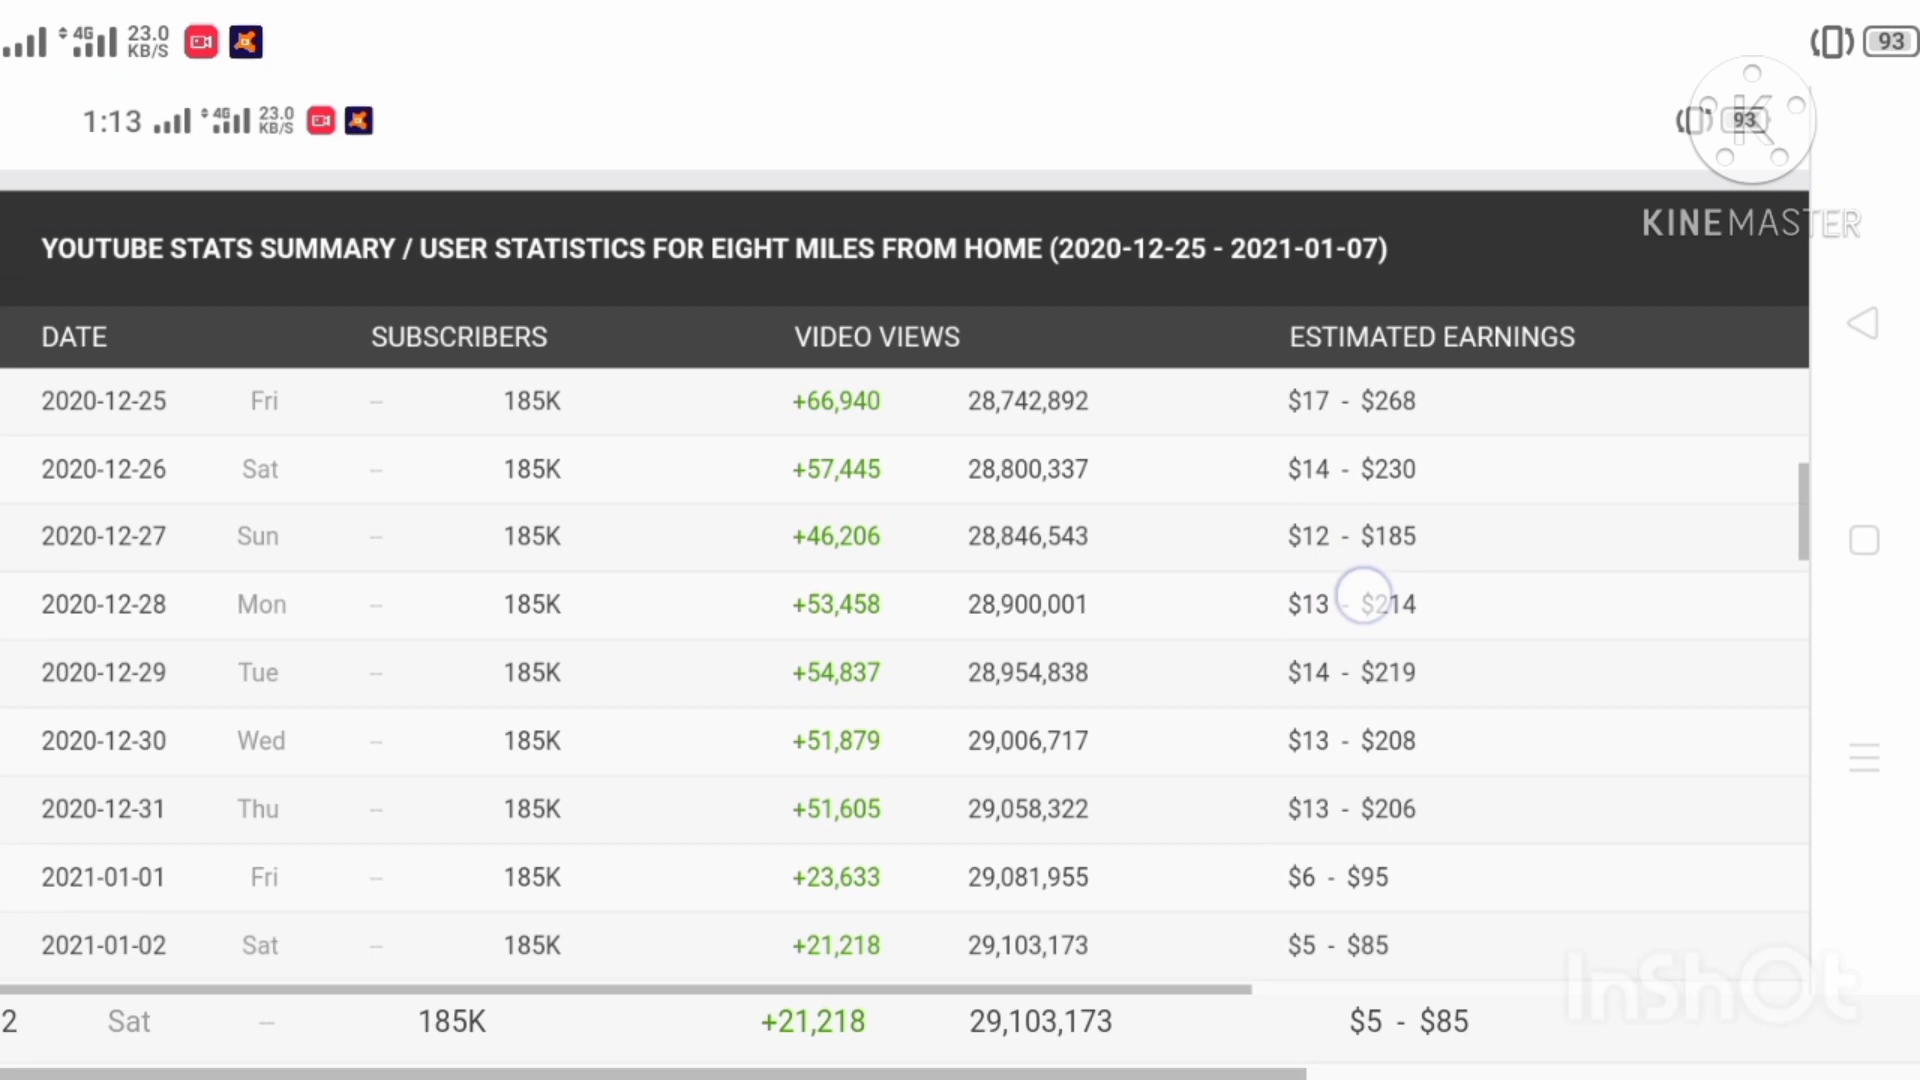 4G 23.0 KB/S 93
1:13 4G 23.0 KB/S 93
K
KINEMASTER
YOUTUBE STATS SUMMARY / USER STATISTICS FOR EIGHT MILES FROM HOME (2020-12-25 - 2021-01-07)
DATE SUBSCRIBERS VIDEO VIEWS ESTIMATED EARNINGS
2020-12-25 Fri -- 185K +66,940 28,742,892 $17 - $268
2020-12-26 Sat -- 185K +57,445 28,800,337 $14 - $230
2020-12-27 Sun -- 185K +46,206 28,846,543 $12 - $185
2020-12-28 Mon -- 185K +53,458 28,900,001 $13 - $214
2020-12-29 Tue -- 185K +54,837 28,954,838 $14 - $219
2020-12-30 Wed -- 185K +51,879 29,006,717 $13 - $208
2020-12-31 Thu -- 185K +51,605 29,058,322 $13 - $206
2021-01-01 Fri -- 185K +23,633 29,081,955 $6 - $95
2021-01-02 Sat -- 185K +21,218 29,103,173 $5 - $85
InShOt
2 Sat -- 185K +21,218 29,103,173 $5 - $85